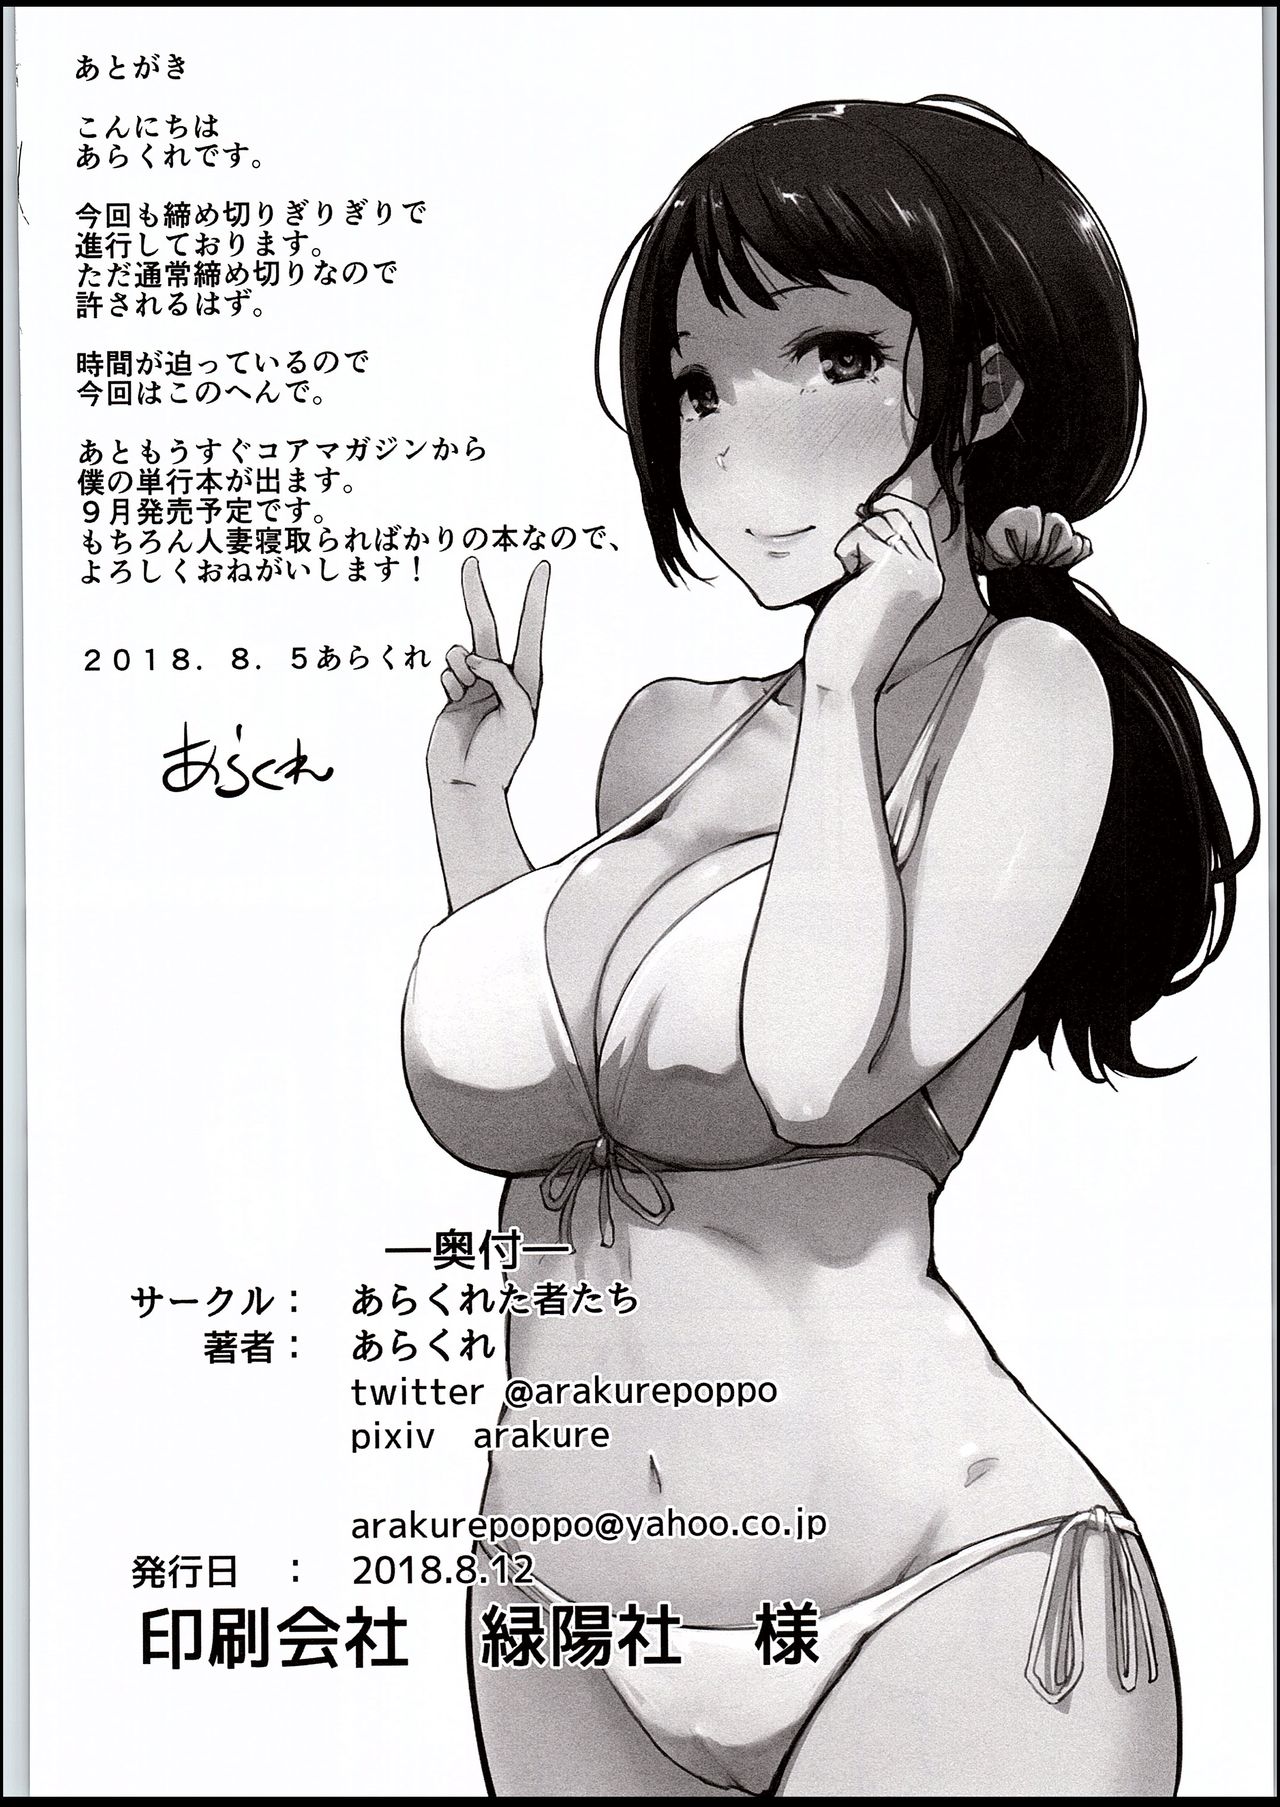 あとがき
こんにちは
あらくれです。
今回も締め切りぎりぎりで
進行しております。
ただ通常締め切りなので
許されるはず。
時間が迫っているので
今回はこのへんで。
あともうすぐコアマガジンから
僕の単行本が出ます。
９月発売予定です。
もちろん人妻寝取らればかりの本なので、
よろしくおねがいします！
２０１８．８．５あらくれ
あらくれ
―奥付―
サークル： あらくれた者たち
著者： あらくれ
twitter @arakurepoppo
pixiv arakure
arakurepoppo@yahoo.co.jp
発行日 ： 2018.8.12
印刷会社 緑陽社 様